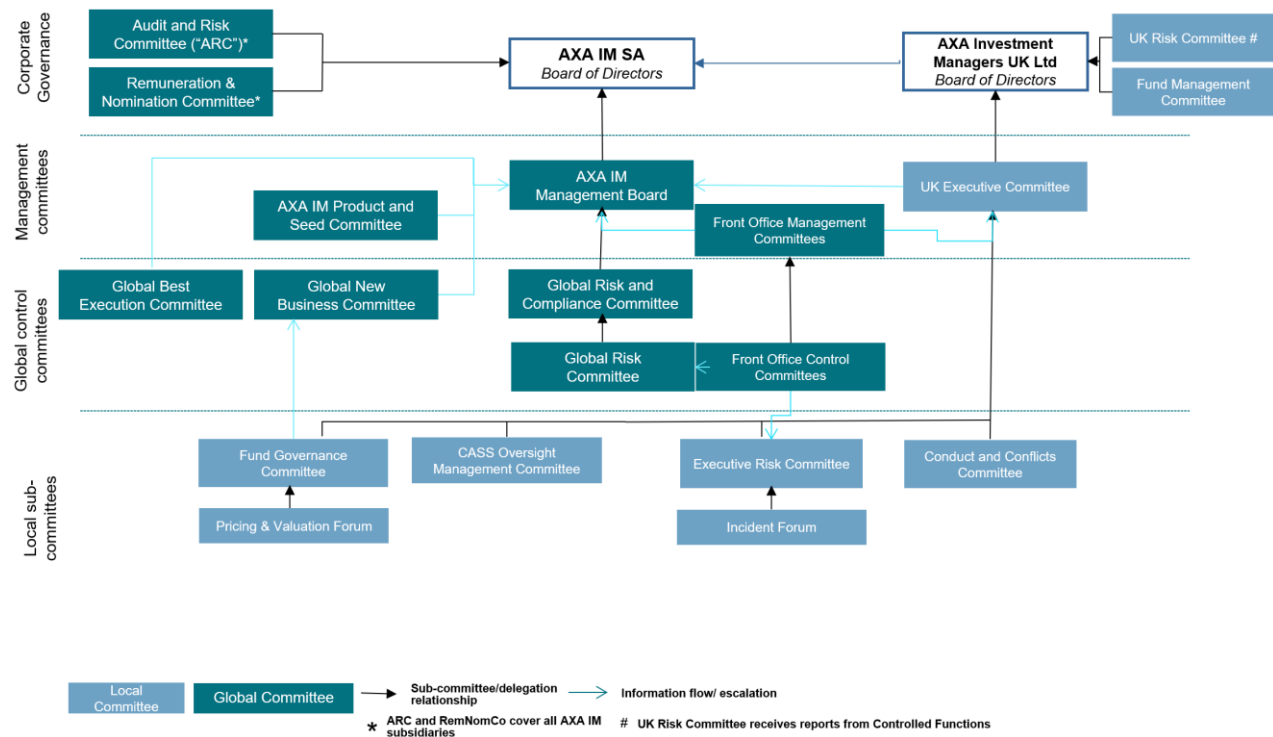 Corporate
Governance
Audit and Risk
Committee (“ARC”)*
Remuneration &
Nomination Committee*
AXA IM SA
Board of Directors
AXA Investment
Managers UK Ltd
Board of Directors
UK Risk Committee #
Fund Management
Committee
Management
committees
AXA IM Product and
Seed Committee
AXA IM
Management Board
UK Executive Committee
Front Office Management
Committees
Global control
committees
Global Best
Execution Committee
Global New
Business Committee
Global Risk and
Compliance Committee
Global Risk
Committee
Front Office Control
Committees
Local sub-
committees
Fund Governance
Committee
CASS Oversight
Management Committee
Executive Risk Committee
Conduct and Conflicts
Committee
Pricing & Valuation Forum
Incident Forum
Local
Committee
Global Committee
Sub-committee/delegation
relationship
Information flow/ escalation
* ARC and RemNomCo cover all AXA IM
subsidiaries
# UK Risk Committee receives reports from Controlled Functions